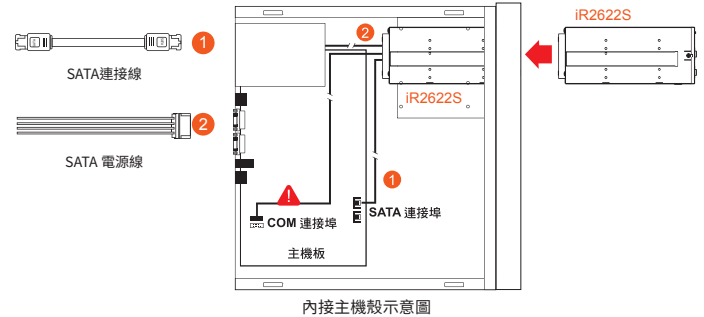 iR2622S
1
SATA連接線
2
SATA 電源線
2
iR2622S
1
SATA 連接埠
!
COM 連接埠
主機板
內接主機殼示意圖